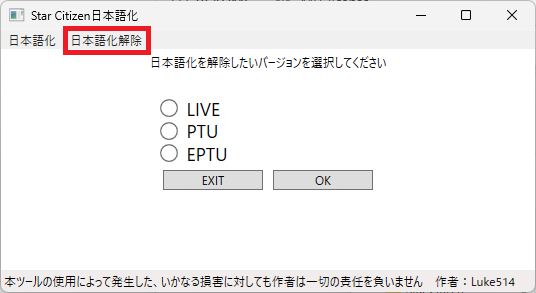 Star Citizen日本語化
日本語化 日本語化解除
日本語化を解除したいバージョンを選択してください
LIVE
PTU
EPTU
EXIT OK
本ツールの使用によって発生した、いかなる損害に対しても作者は一切の責任を負いません 作者：Luke514